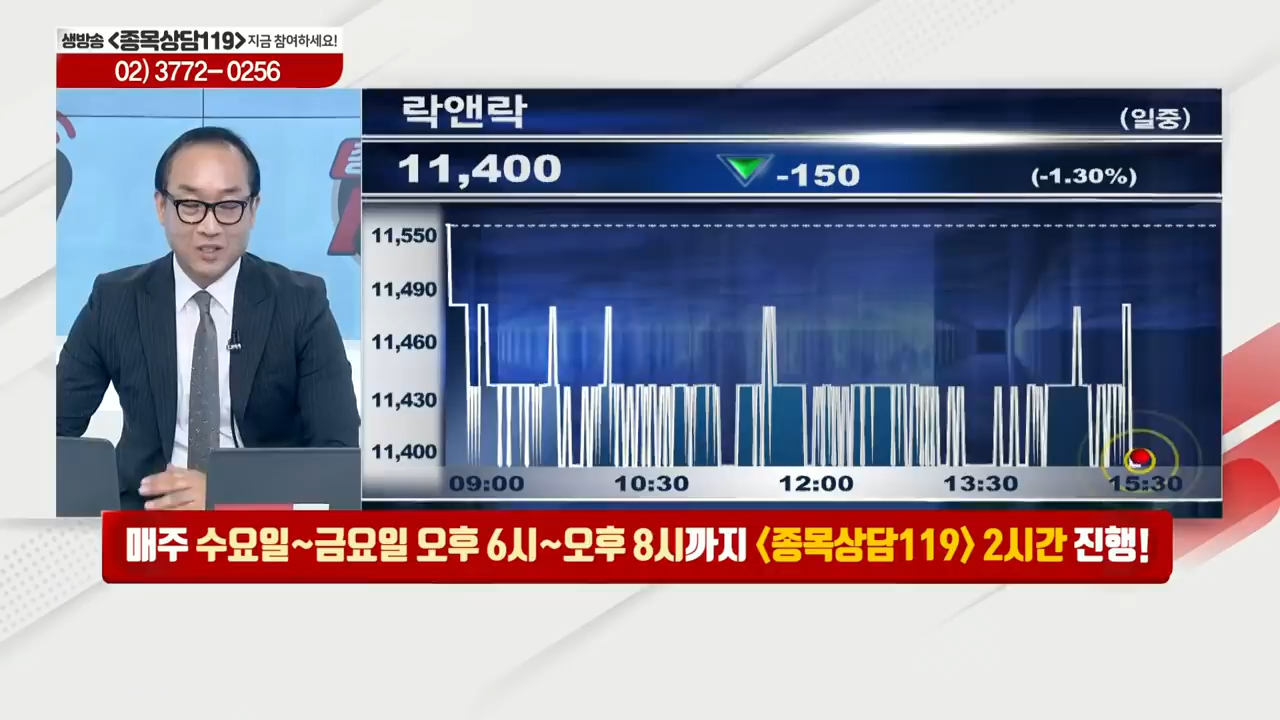 생방송 <종목상담119> 지금 참여하세요!
02) 3772-0256
락앤락
(일중)
11,400
-150
(-1.30%)
11,550
11,490
11,460
11,430
11,400
09:00 10:30 12:00 13:30 15:30
매주 수요일~금요일 오후 6시~오후 8시까지 <종목상담119> 2시간 진행!